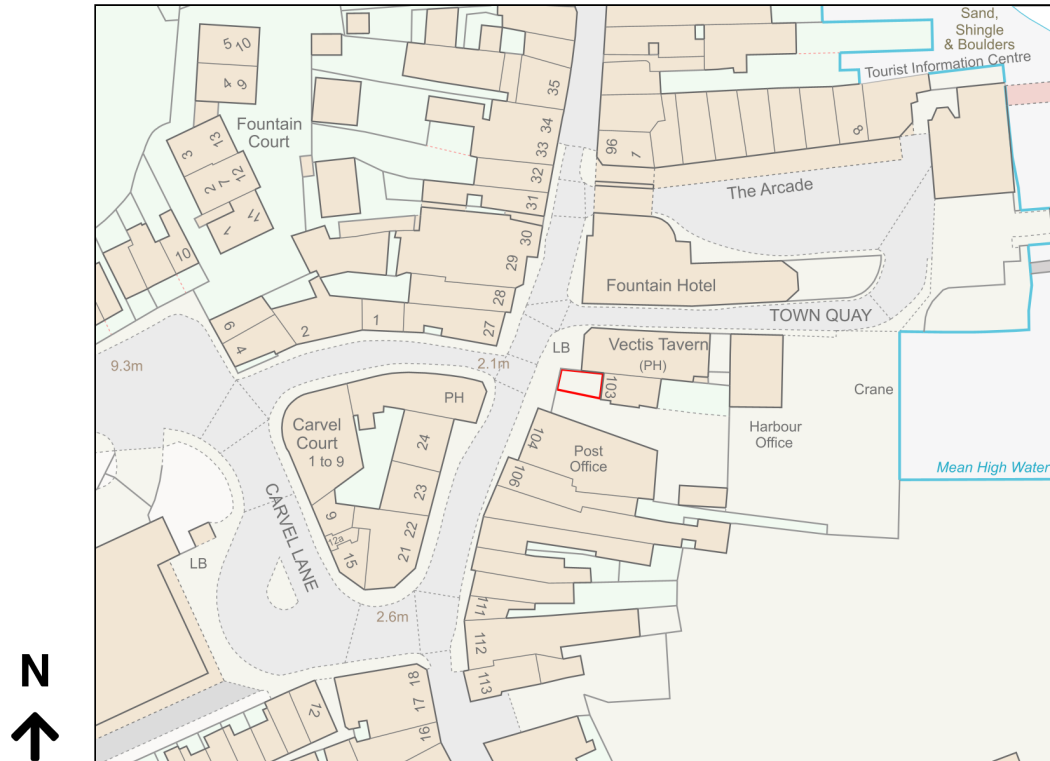 Sand,
Shingle
& Boulders
Tourist Information Centre
5 10
4 9
35
Fountain
Court
13
3
34
33
12
7
2
32
31
11
1
96
1
8
The Arcade
30
29
28
27
10
6
4
2
1
Fountain Hotel
TOWN QUAY
9.3m
2.1m
LB
Vectis Tavern
(PH)
103
Crane
PH
Carvel
Court
1 to 9
24
23
22
21
104
106
Post
Office
Harbour
Office
Mean High Water
CARVEL LANE
9
12a
15
LB
2.6m
111
112
113
18
17
16
12
N